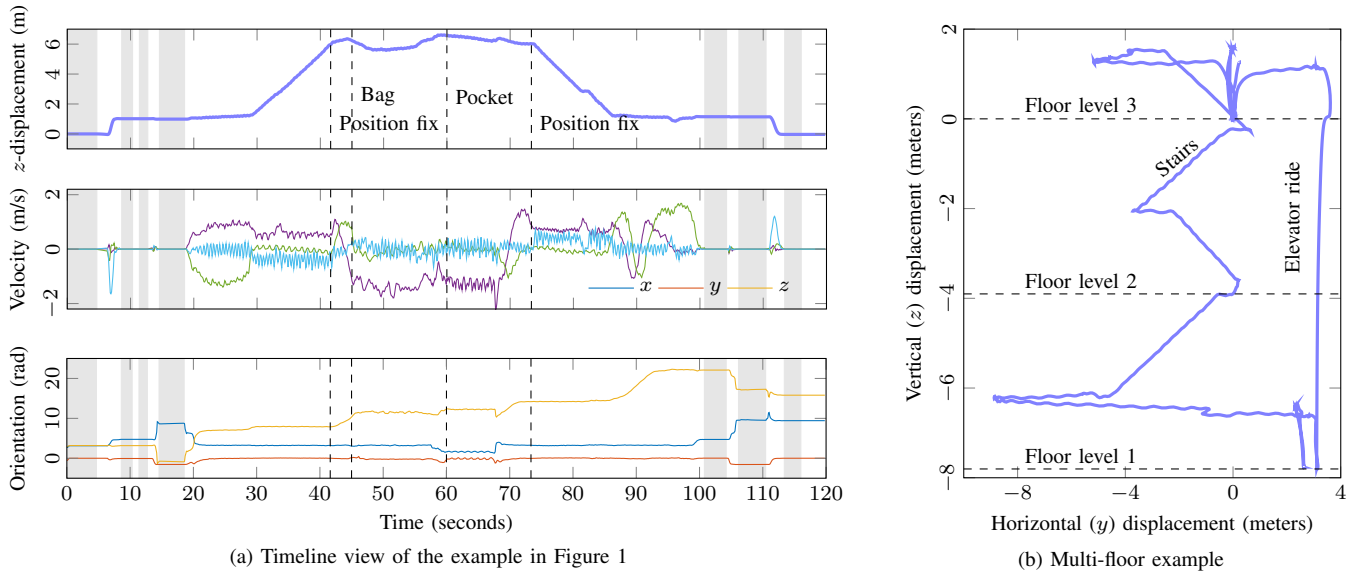 z-displacement (m)
6
4
2
0
Bag
Pocket
Position fix
Position fix
Velocity (m/s)
2
0
−2
x
y
z
Orientation (rad)
20
10
0
0 10 20 30 40 50 60 70 80 90 100 110 120
Time (seconds)
(a) Timeline view of the example in Figure 1
Vertical (z) displacement (meters)
2
0
−2
−4
−6
−8
Floor level 3
Stairs
Elevator ride
Floor level 2
Floor level 1
−8 −4 0 4
Horizontal (y) displacement (meters)
(b) Multi-floor example